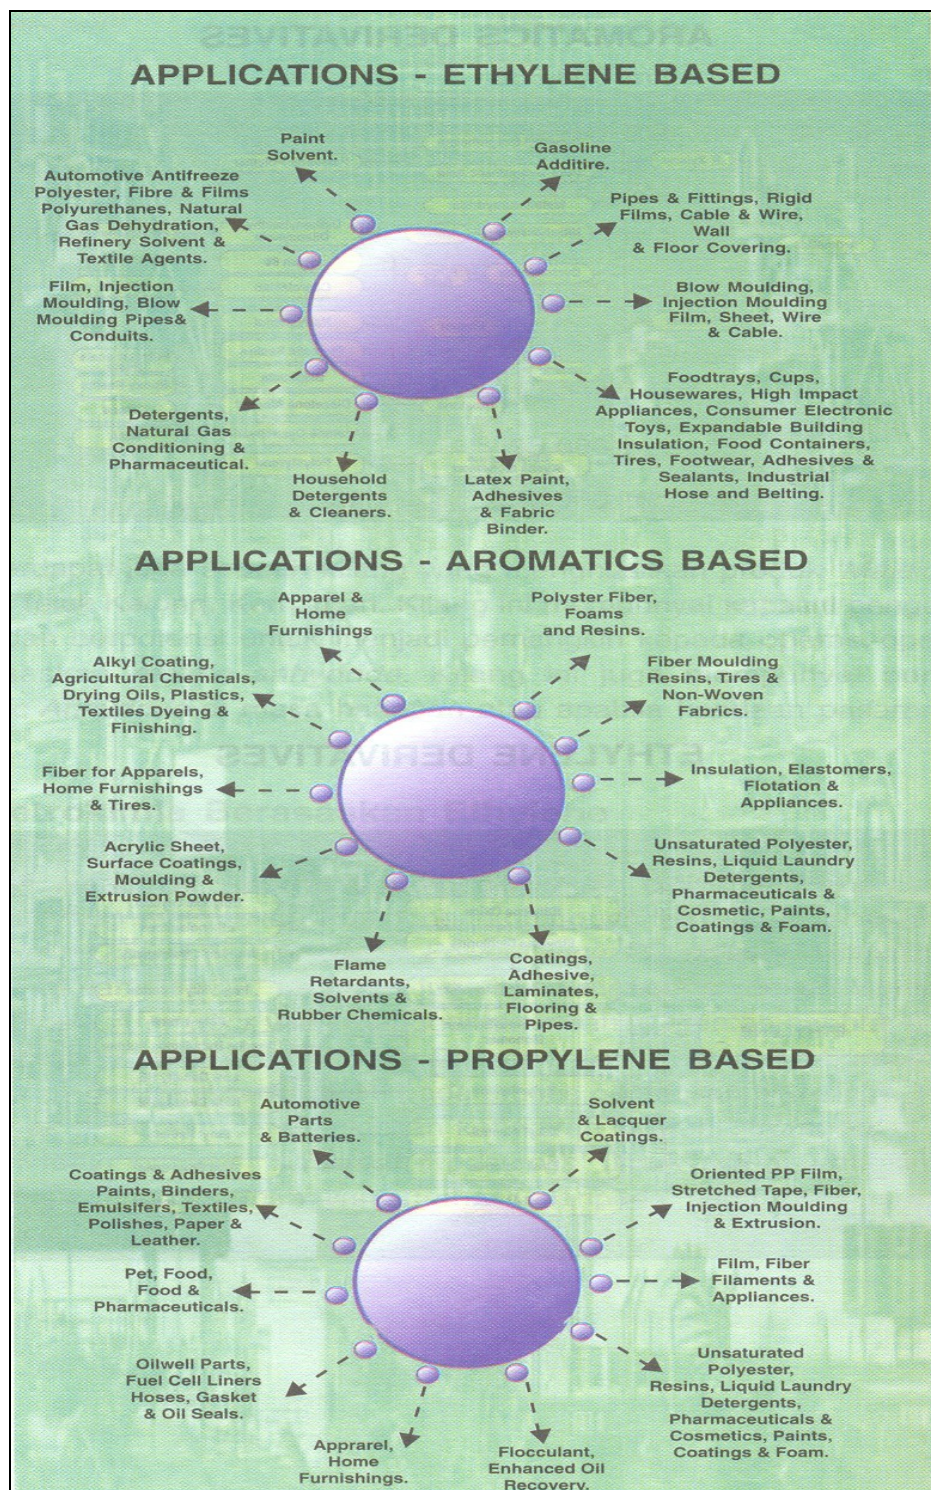 AROMATICS DERIVATIVES
APPLICATIONS - ETHYLENE BASED
Paint
Solvent.
Gasoline
Additire.
Automotive Antifreeze
Polyester, Fibre & Films
Polyurethanes, Natural
Gas Dehydration,
Refinery Solvent &
Textile Agents.
Pipes & Fittings, Rigid
Films, Cable & Wire,
Wall
& Floor Covering.
Film, Injection
Moulding, Blow
Moulding Pipes&
Conduits.
Blow Moulding,
Injection Moulding
Film, Sheet, Wire
& Cable.
Detergents,
Natural Gas
Conditioning &
Pharmaceutical.
Foodtrays, Cups,
Housewares, High Impact
Appliances, Consumer Electronic
Toys, Expandable Building
Insulation, Food Containers,
Tires, Footwear, Adhesives &
Sealants, Industrial
Hose and Belting.
Household
Detergents
& Cleaners.
Latex Paint,
Adhesives
& Fabric
Binder.
APPLICATIONS - AROMATICS BASED
Apparel &
Home
Furnishings
Polyster Fiber,
Foams
and Resins.
Alkyl Coating,
Agricultural Chemicals,
Drying Oils, Plastics,
Textiles Dyeing &
Finishing.
Fiber Moulding
Resins, Tires &
Non-Woven
Fabrics.
ETHYLENE DERIVATIVES
Fiber for Apparels,
Home Furnishings
& Tires.
Insulation, Elastomers,
Flotation &
Appliances.
Acrylic Sheet,
Surface Coatings,
Moulding &
Extrusion Powder.
Unsaturated Polyester,
Resins, Liquid Laundry
Detergents,
Pharmaceuticals &
Cosmetic, Paints,
Coatings & Foam.
Flame
Retardants,
Solvents &
Rubber Chemicals.
Coatings,
Adhesive,
Laminates,
Flooring &
Pipes.
APPLICATIONS - PROPYLENE BASED
Automotive
Parts
& Batteries.
Solvent
& Lacquer
Coatings.
Coatings & Adhesives
Paints, Binders,
Emulsifers, Textiles,
Polishes, Paper &
Leather.
Oriented PP Film,
Stretched Tape, Fiber,
Injection Moulding
& Extrusion.
Pet, Food,
Food &
Pharmaceuticals.
Film, Fiber
Filaments &
Appliances.
Oilwell Parts,
Fuel Cell Liners
Hoses, Gasket
& Oil Seals.
Unsaturated
Polyester,
Resins, Liquid Laundry
Detergents,
Pharmaceuticals &
Cosmetics, Paints,
Coatings & Foam.
Apprarel,
Home
Furnishings.
Flocculant,
Enhanced Oil
Recovery.